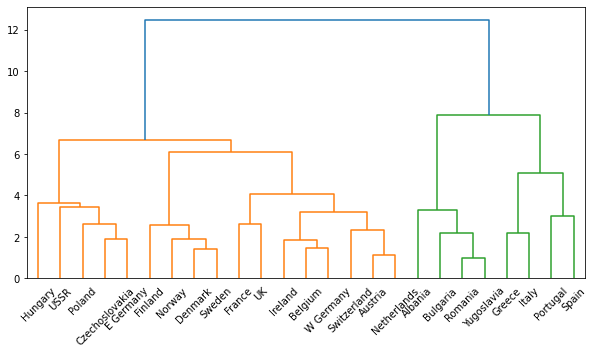 12
10
8
6
4
2
0
Hungary
USSR
Poland
Czechoslovakia
E Germany
Finland
Norway
Denmark
Sweden
France
UK
Ireland
Belgium
W Germany
Switzerland
Austria
Netherlands
Albania
Bulgaria
Romania
Yugoslavia
Greece
Italy
Portugal
Spain